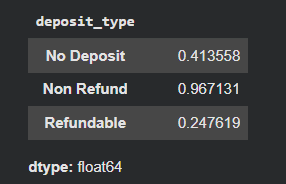 deposit_type
No Deposit 0.413558
Non Refund 0.967131
Refundable 0.247619
dtype: float64